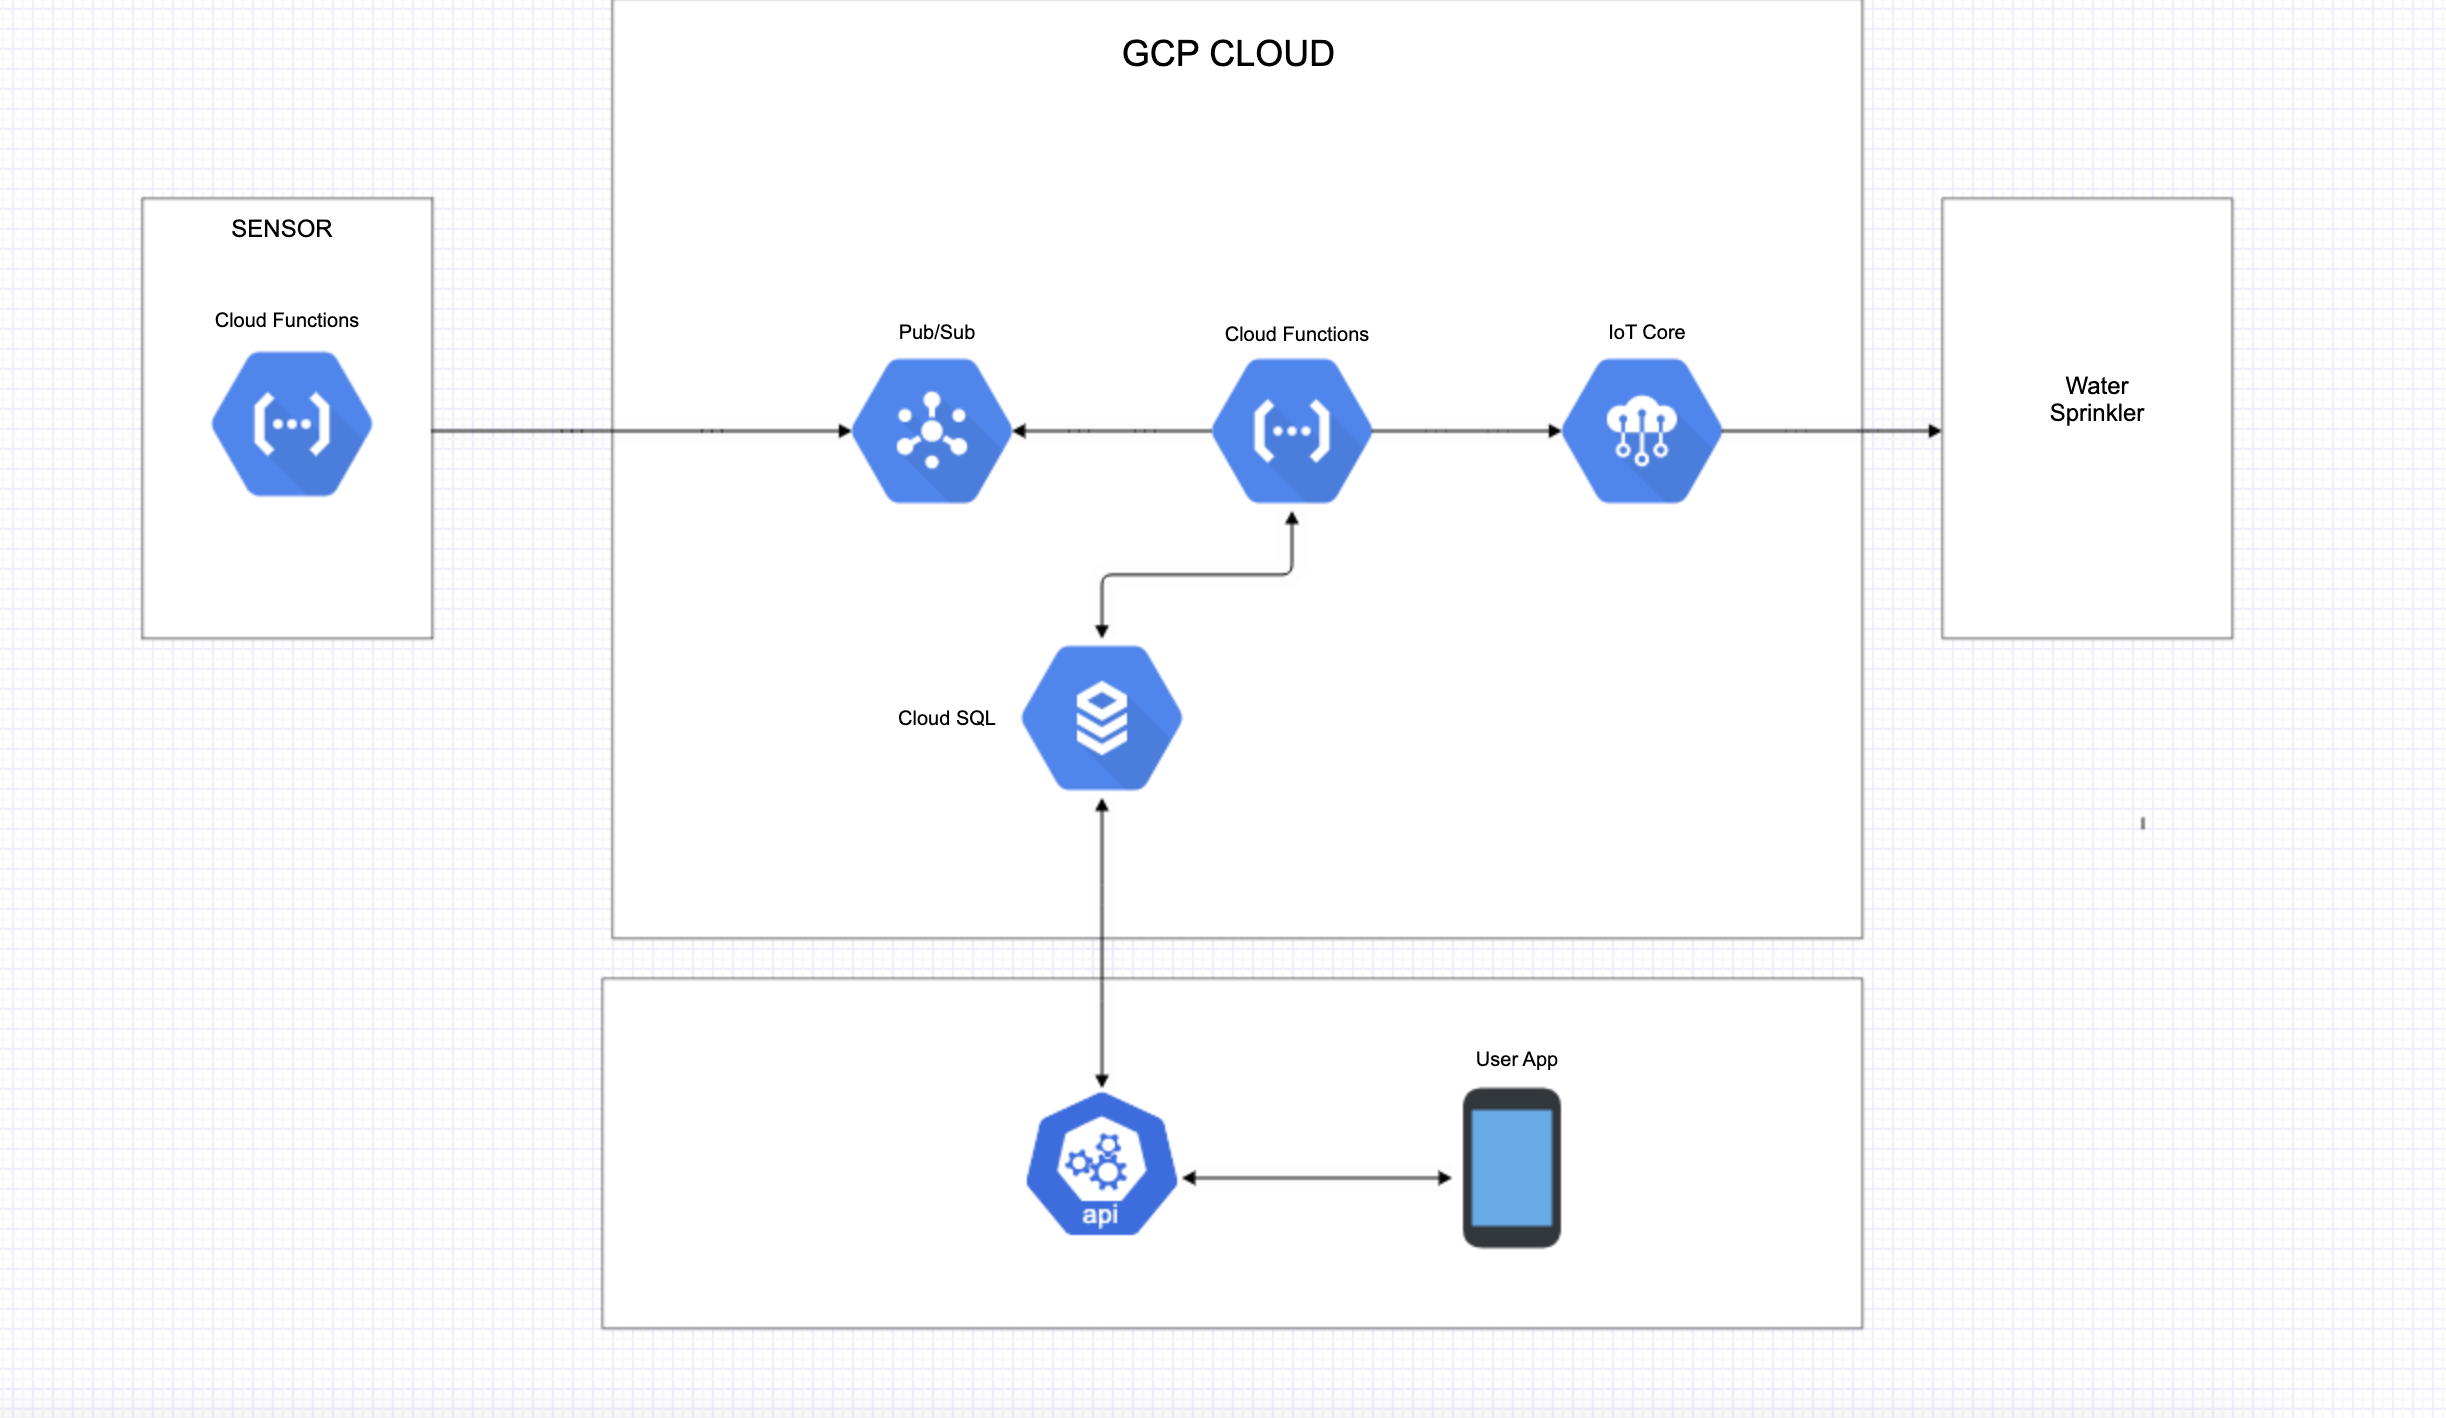 GCP CLOUD
SENSOR
Cloud Functions
Pub/Sub
Cloud Functions
IoT Core
Water
Sprinkler
Cloud SQL
User App
api